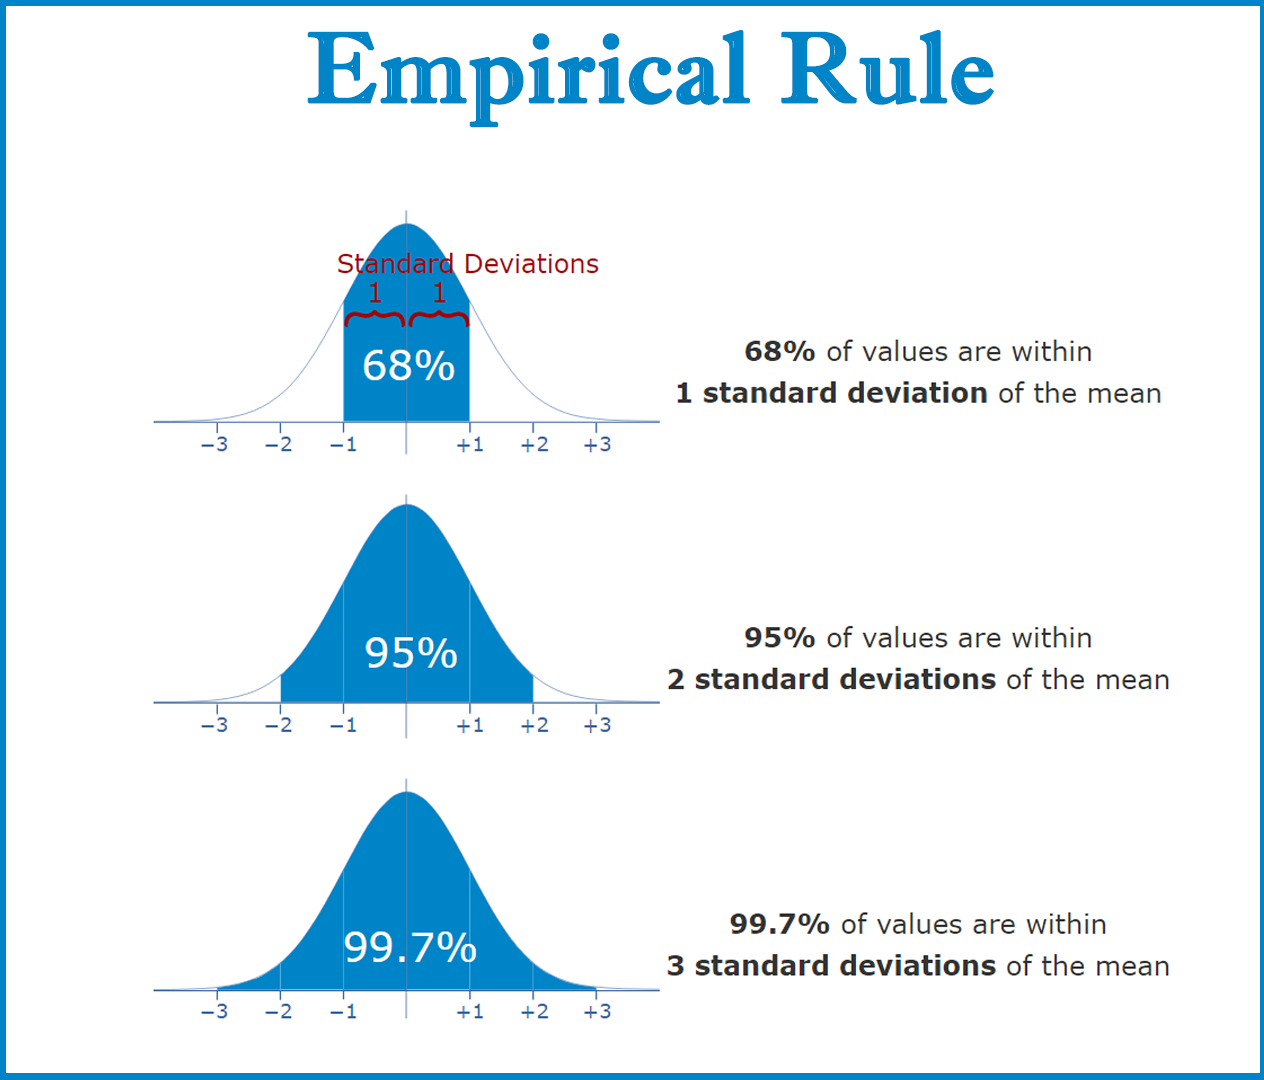 Empirical Rule
Standard Deviations
1 1
68%
−3 −2 −1 +1 +2 +3
68% of values are within
1 standard deviation of the mean
95%
−3 −2 −1 +1 +2 +3
95% of values are within
2 standard deviations of the mean
99.7%
−3 −2 −1 +1 +2 +3
99.7% of values are within
3 standard deviations of the mean